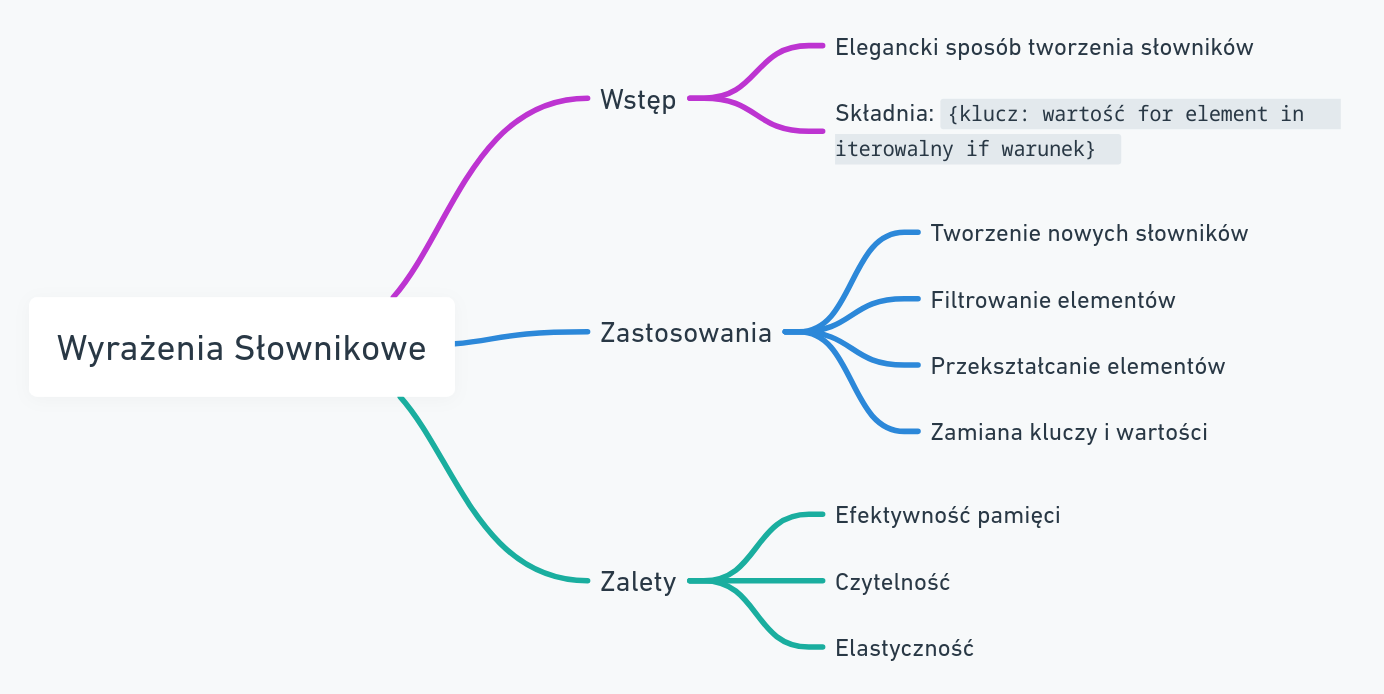 Wyrażenia Słownikowe
Wstęp
Elegancki sposób tworzenia słowników
Składnia: {klucz: wartość for element in
iterowalny if warunek}
Zastosowania
Tworzenie nowych słowników
Filtrowanie elementów
Przekształcanie elementów
Zamiana kluczy i wartości
Zalety
Efektywność pamięci
Czytelność
Elastyczność